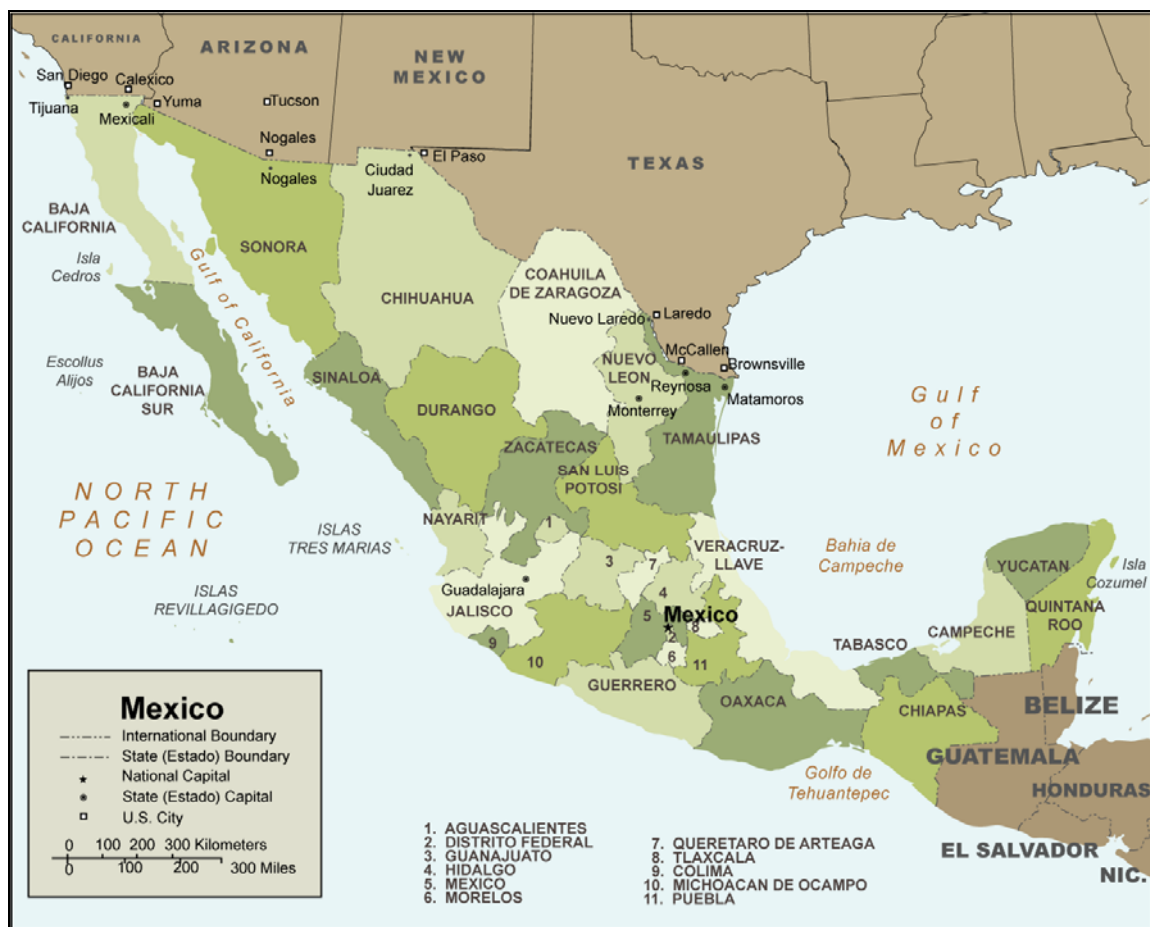 CALIFORNIA
ARIZONA
NEW
MEXICO
TEXAS
San Diego
Calexico
Tijuana
Mexicali
Yuma
Tucson
Nogales
Nogales
Ciudad
Juarez
El Paso
BAJA
CALIFORNIA
Isla
Cedros
SONORA
Gulf of California
CHIHUAHUA
COAHUILA
DE ZARAGOZA
Nuevo Laredo
Laredo
McCallen
Brownsville
NUEVO
LEON
Reynosa
Matamoros
Monterrey
Escollus
Alijos
BAJA
CALIFORNIA
SUR
SINALOA
DURANGO
ZACATECAS
TAMAULIPAS
SAN LUIS
POTOSI
Gulf
of
Mexico
NORTH
PACIFIC
OCEAN
ISLAS
TRES MARIAS
ISLAS
REVILLAGIGEDO
NAYARIT
1
3
7
4
VERACRUZ-
LLAVE
Bahia de
Campeche
YUCATAN
Isla
Cozumel
QUINTANA
ROO
Guadalajara
JALISCO
5
Mexico
2
8
6
9
10
11
GUERRERO
OAXACA
TABASCO
CAMPECHE
CHIAPAS
BELIZE
GUATEMALA
HONDURAS
EL SALVADOR
NIC.
Golfo de
Tehuantepec
Mexico
International Boundary
State (Estado) Boundary
National Capital
State (Estado) Capital
U.S. City
0 100 200 300 Kilometers
0 100 200 300 Miles
1. AGUASCALIENTES
2. DISTRITO FEDERAL
3. GUANAJUATO
4. HIDALGO
5. MEXICO
6. MORELOS
7. QUERETARO DE ARTEAGA
8. TLAXCALA
9. COLIMA
10. MICHOACAN DE OCAMPO
11. PUEBLA